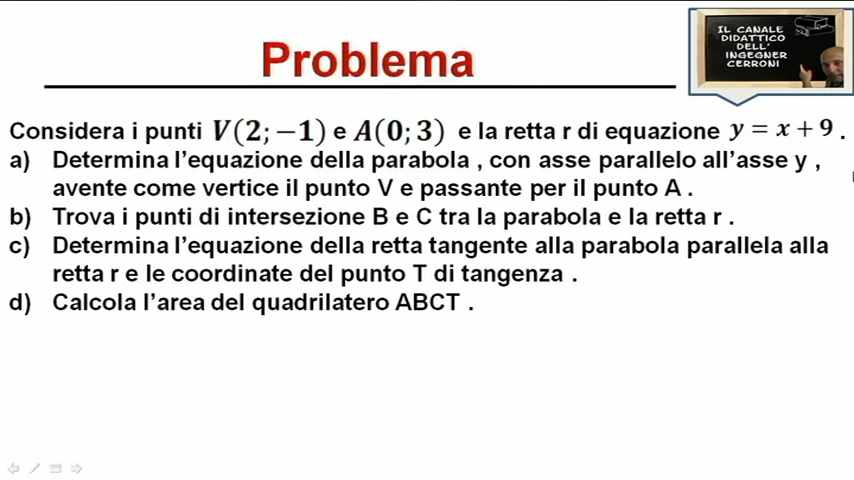 Problema
IL CANALE
DIDATTICO
DELL'
INGEGNER
CERRONI
Considera i punti V(2; −1) e A(0; 3) e la retta r di equazione y = x + 9 .
a) Determina l'equazione della parabola , con asse parallelo all'asse y ,
avente come vertice il punto V e passante per il punto A .
b) Trova i punti di intersezione B e C tra la parabola e la retta r .
c) Determina l'equazione della retta tangente alla parabola parallela alla
retta r e le coordinate del punto T di tangenza .
d) Calcola l'area del quadrilatero ABCT .